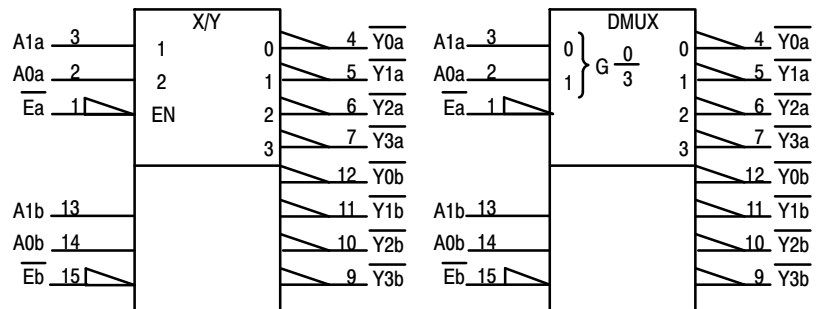 X/Y DMUX
A1a 3 1 0 4 Y0a A1a 3 0 0 4 Y0a
A0a 2 2 1 5 Y1a A0a 2 1 G 0/3 1 5 Y1a
Ea 1 EN 2 6 Y2a Ea 1 2 6 Y2a
3 7 Y3a 3 7 Y3a
12 Y0b 12 Y0b
A1b 13 11 Y1b A1b 13 11 Y1b
A0b 14 10 Y2b A0b 14 10 Y2b
Eb 15 9 Y3b Eb 15 9 Y3b